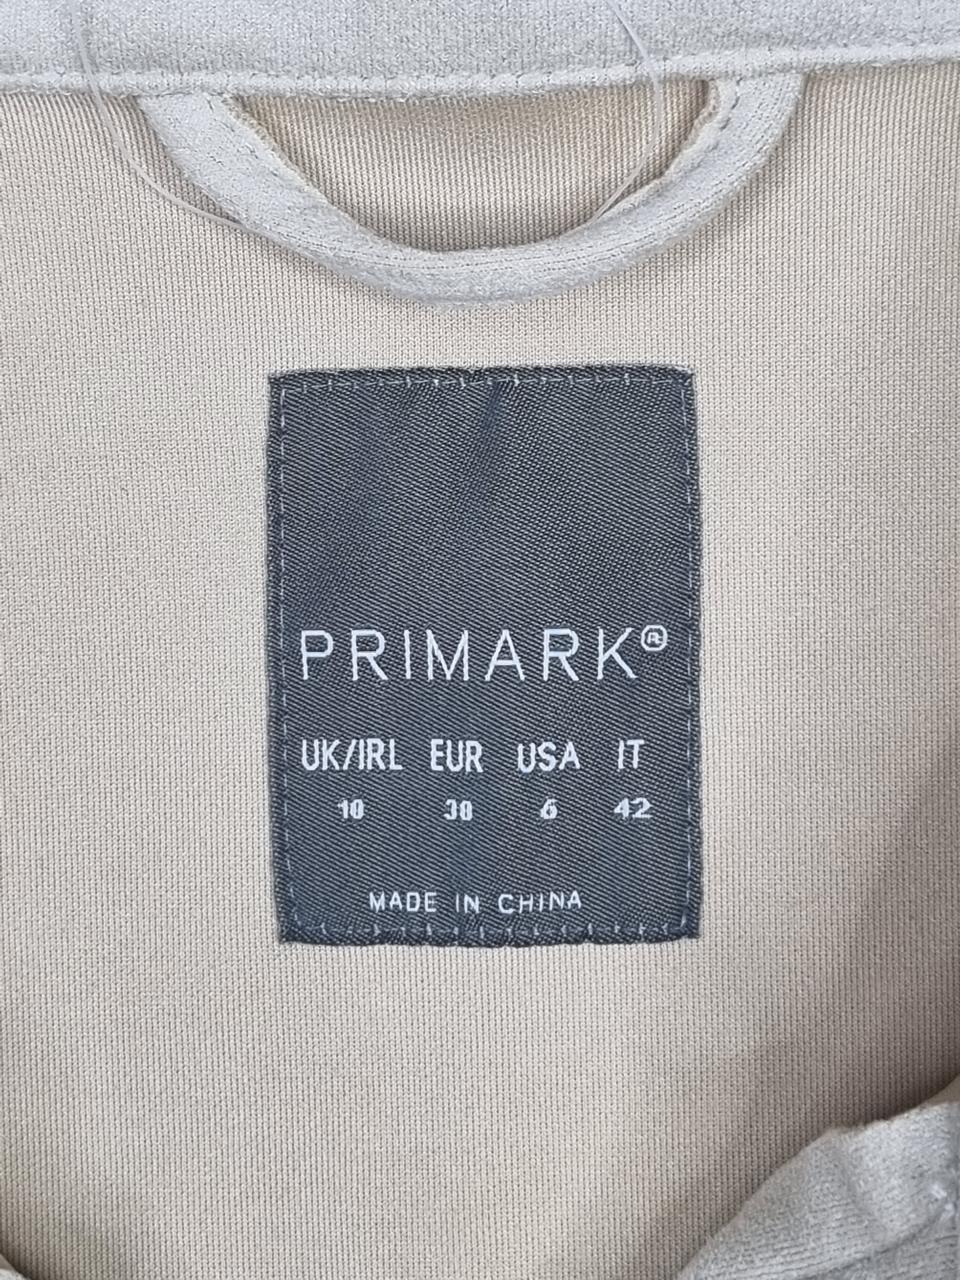 PRIMARK®
UK/IRL EUR USA IT
10 38 6 42
MADE IN CHINA